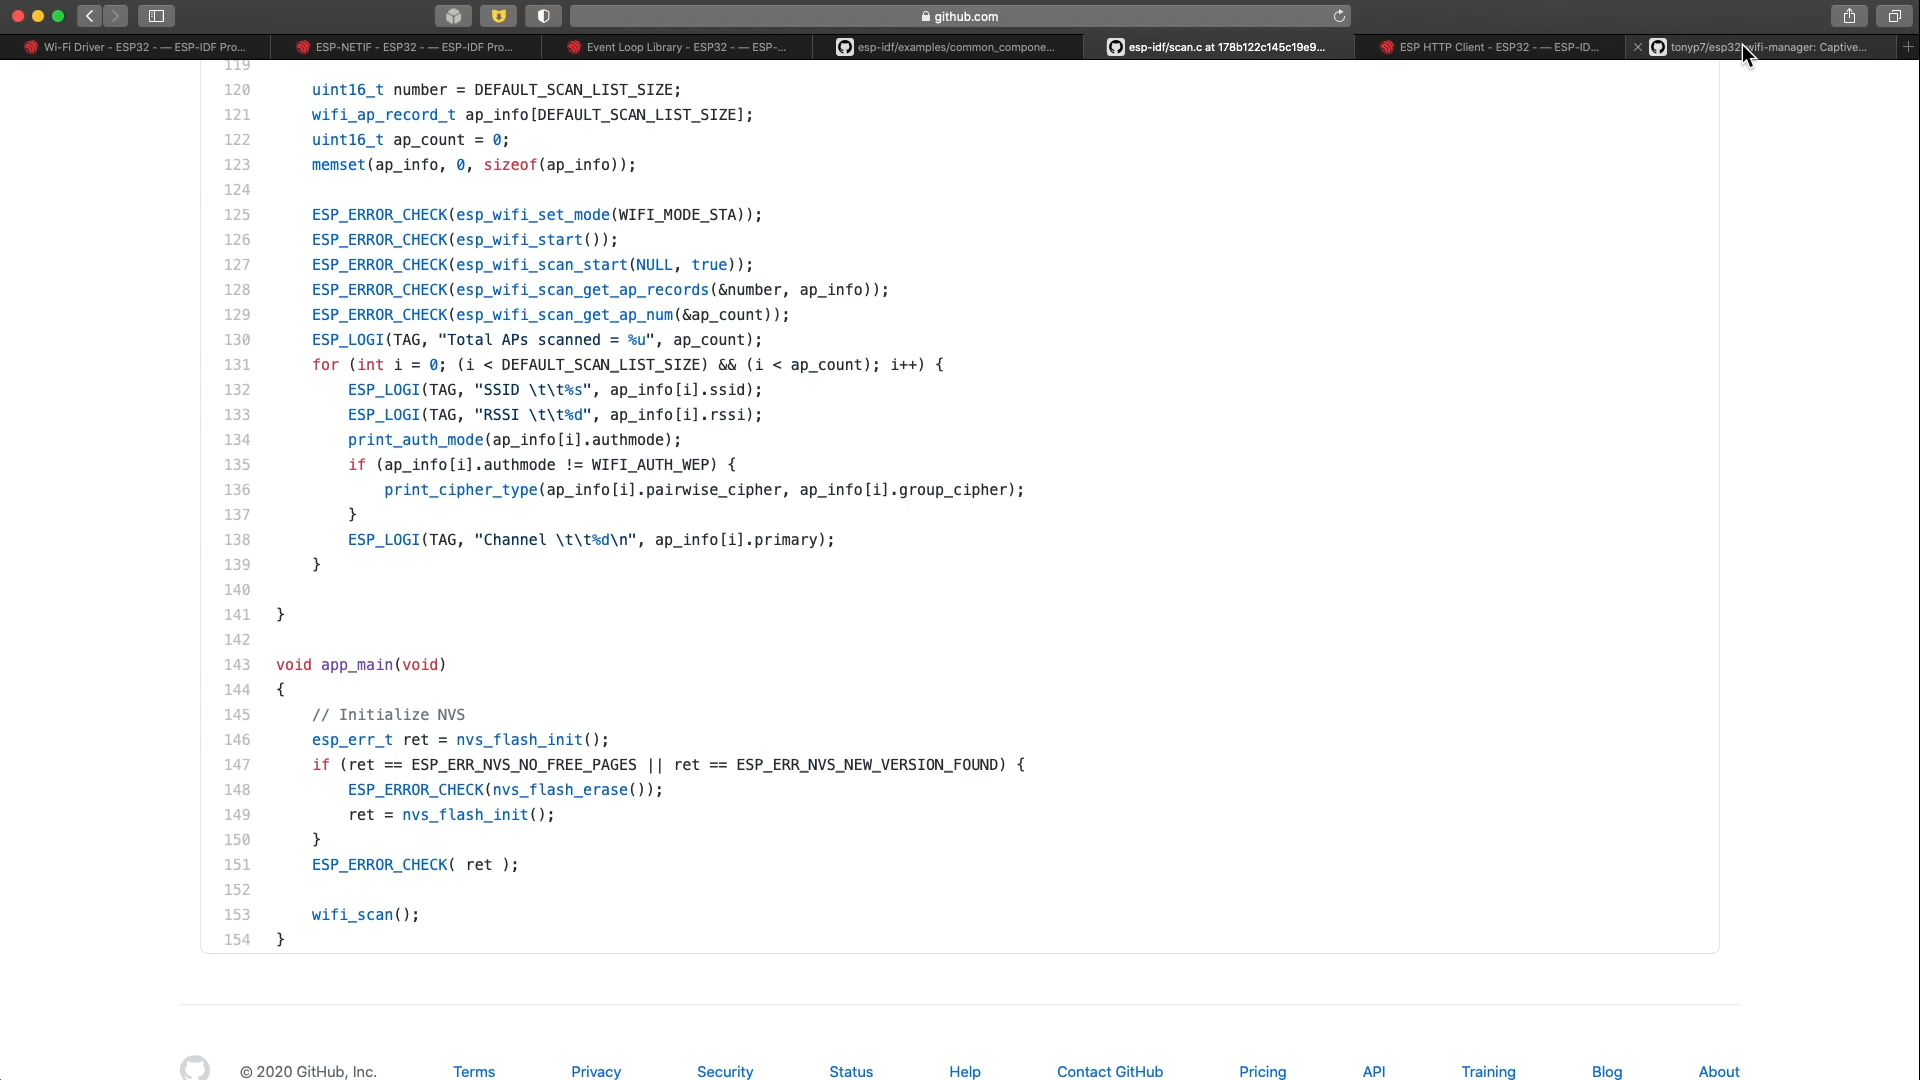 github.com
Wi-Fi Driver - ESP32 - — ESP-IDF Pro...
ESP-NETIF - ESP32 - — ESP-IDF Pro...
Event Loop Library - ESP32 - — ESP-...
esp-idf/examples/common_compone...
esp-idf/scan.c at 178b122c145c19e9...
ESP HTTP Client - ESP32 - — ESP-ID...
tonyp7/esp32-wifi-manager: Captive...
119
120 uint16_t number = DEFAULT_SCAN_LIST_SIZE;
121 wifi_ap_record_t ap_info[DEFAULT_SCAN_LIST_SIZE];
122 uint16_t ap_count = 0;
123 memset(ap_info, 0, sizeof(ap_info));
124
125 ESP_ERROR_CHECK(esp_wifi_set_mode(WIFI_MODE_STA));
126 ESP_ERROR_CHECK(esp_wifi_start());
127 ESP_ERROR_CHECK(esp_wifi_scan_start(NULL, true));
128 ESP_ERROR_CHECK(esp_wifi_scan_get_ap_records(&number, ap_info));
129 ESP_ERROR_CHECK(esp_wifi_scan_get_ap_num(&ap_count));
130 ESP_LOGI(TAG, "Total APs scanned = %u", ap_count);
131 for (int i = 0; (i < DEFAULT_SCAN_LIST_SIZE) && (i < ap_count); i++) {
132 ESP_LOGI(TAG, "SSID \t\t%s", ap_info[i].ssid);
133 ESP_LOGI(TAG, "RSSI \t\t%d", ap_info[i].rssi);
134 print_auth_mode(ap_info[i].authmode);
135 if (ap_info[i].authmode != WIFI_AUTH_WEP) {
136 print_cipher_type(ap_info[i].pairwise_cipher, ap_info[i].group_cipher);
137 }
138 ESP_LOGI(TAG, "Channel \t\t%d\n", ap_info[i].primary);
139 }
140
141 }
142
143 void app_main(void)
144 {
145 // Initialize NVS
146 esp_err_t ret = nvs_flash_init();
147 if (ret == ESP_ERR_NVS_NO_FREE_PAGES || ret == ESP_ERR_NVS_NEW_VERSION_FOUND) {
148 ESP_ERROR_CHECK(nvs_flash_erase());
149 ret = nvs_flash_init();
150 }
151 ESP_ERROR_CHECK( ret );
152
153 wifi_scan();
154 }
© 2020 GitHub, Inc. Terms Privacy Security Status Help Contact GitHub Pricing API Training Blog About